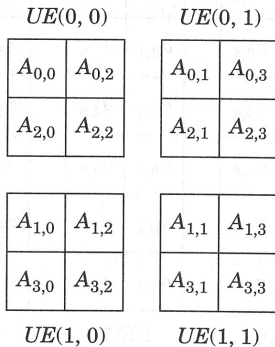 UE(0, 0) UE(0, 1)
A0,0 A0,2 A0,1 A0,3
A2,0 A2,2 A2,1 A2,3
A1,0 A1,2 A1,1 A1,3
A3,0 A3,2 A3,1 A3,3
UE(1, 0) UE(1, 1)